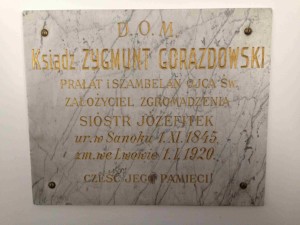 D. O. M.
Ksiądz ZYGMUNT GORAZDOWSKI
PRAŁAT I SZAMBELAN OJCA ŚW.
ZAŁOŻYCIEL ZGROMADZENIA
SIÓSTR JÓZEFITEK
ur. w Sanoku 1. XI. 1845,
zm. we Lwowie 1. I. 1920.
CZEŚĆ JEGO PAMIĘCI!